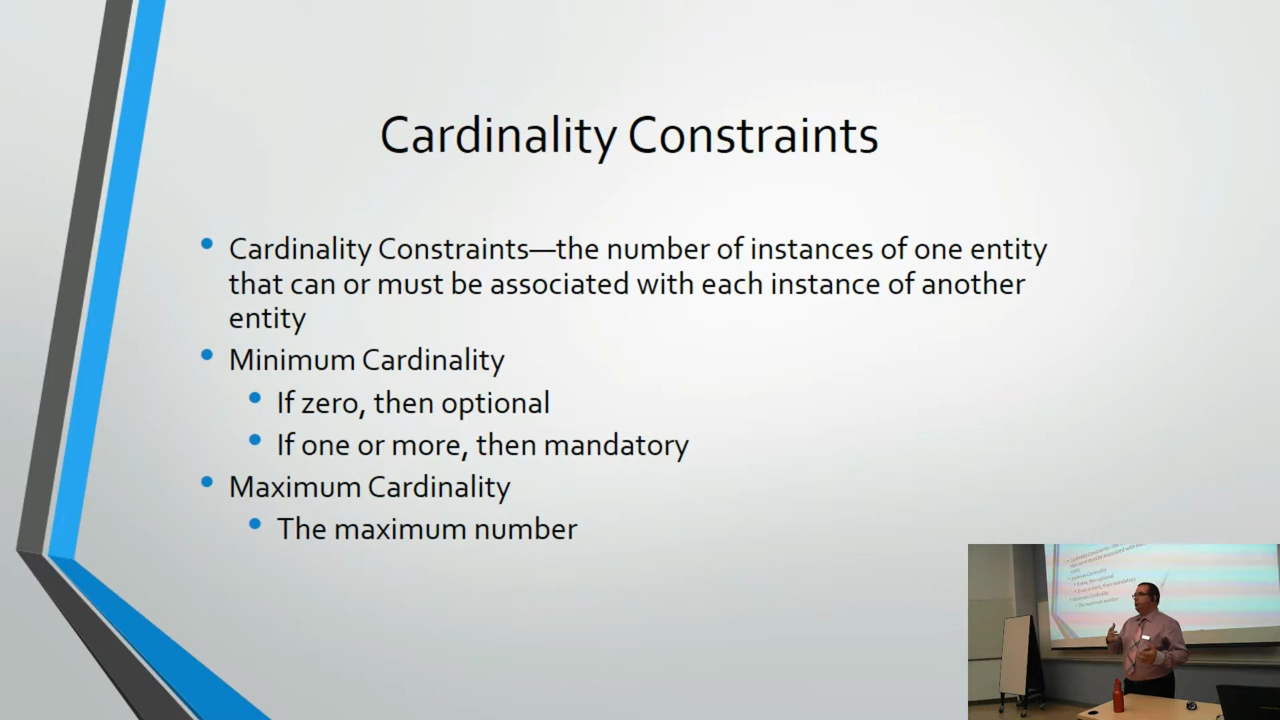 Cardinality Constraints
Cardinality Constraints—the number of instances of one entity
that can or must be associated with each instance of another
entity
Minimum Cardinality
If zero, then optional
If one or more, then mandatory
Maximum Cardinality
The maximum number